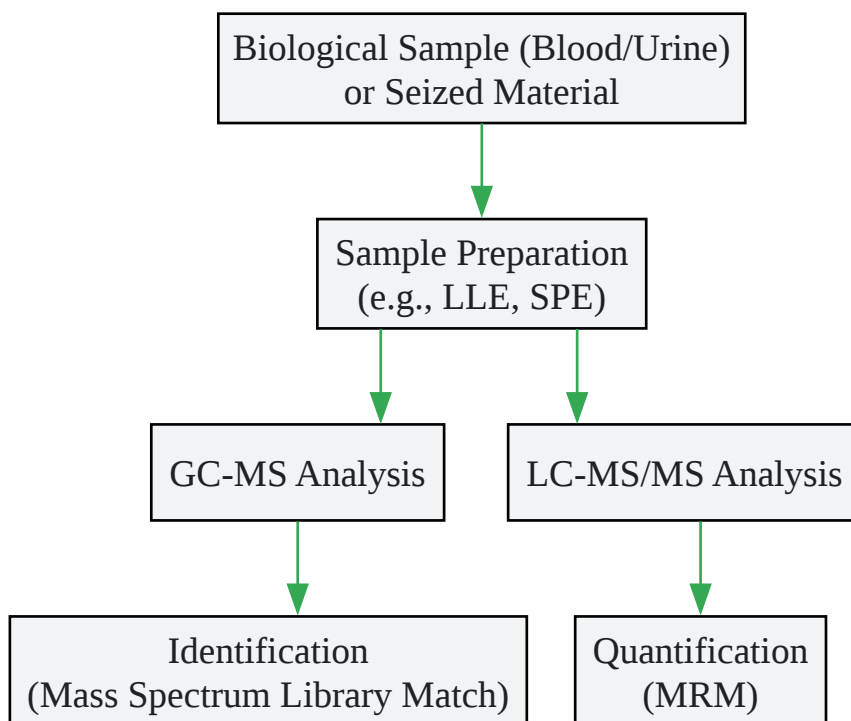 Biological Sample (Blood/Urine)
or Seized Material
Sample Preparation
(e.g., LLE, SPE)
GC-MS Analysis
LC-MS/MS Analysis
Identification
(Mass Spectrum Library Match)
Quantification
(MRM)